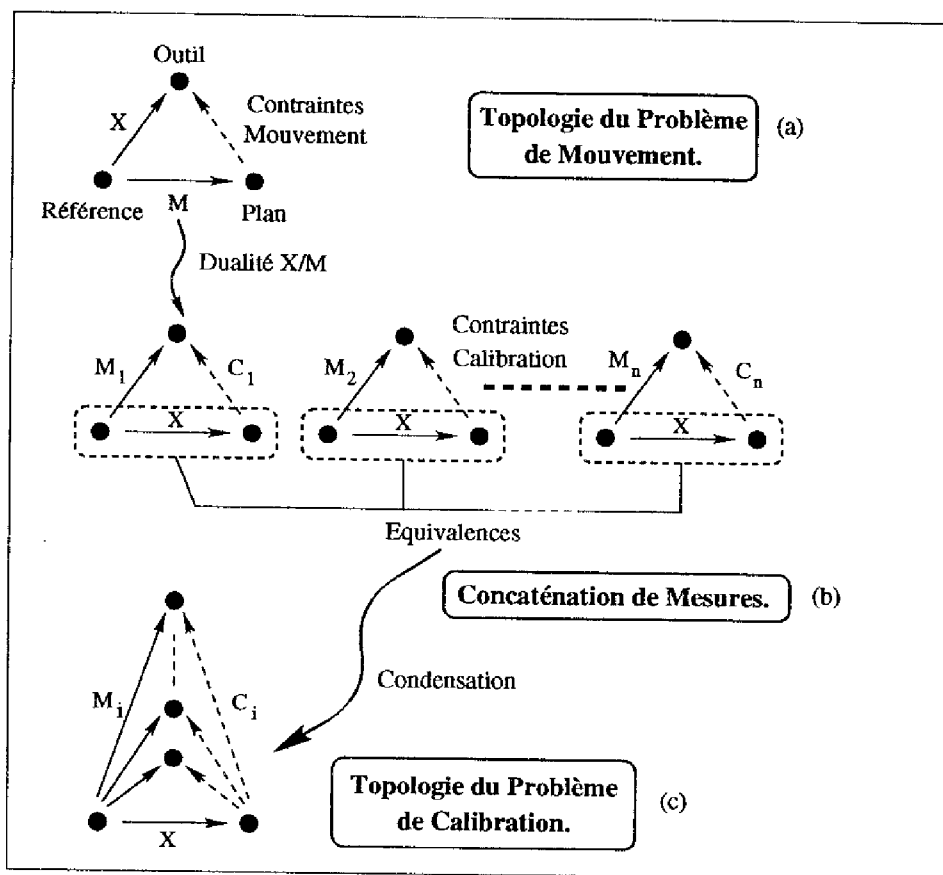 Outil
X
Contraintes
Mouvement
Topologie du Problème
de Mouvement.
(a)
Référence
M
Plan
Dualité X/M
M1
C1
X
M2
X
Contraintes
Calibration
Mn
Cn
X
Equivalences
Concaténation de Mesures.
(b)
Condensation
Mi
Ci
X
Topologie du Problème
de Calibration.
(c)